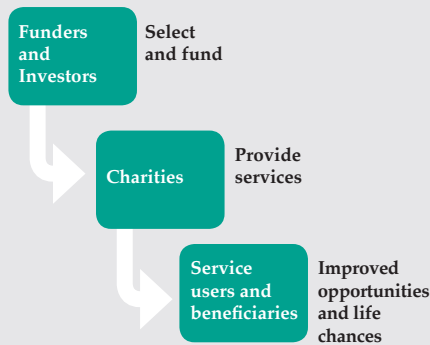 Funders
and
Investors
Select
and fund
Charities
Provide
services
Service
users and
beneficiaries
Improved
opportunities
and life
chances